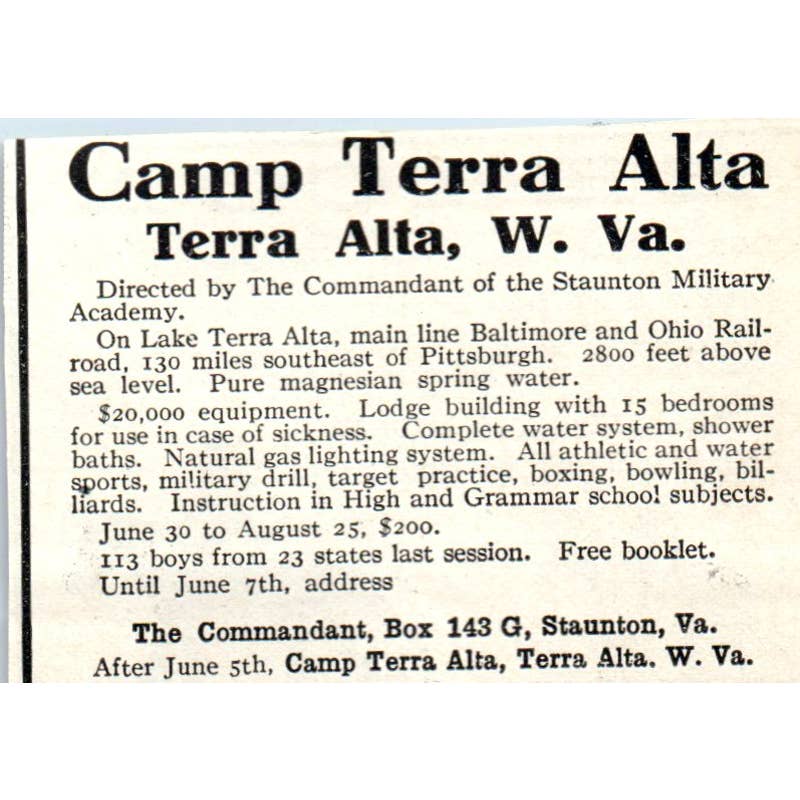 Camp Terra Alta
Terra Alta, W. Va.
Directed by The Commandant of the Staunton Military
Academy.
On Lake Terra Alta, main line Baltimore and Ohio Rail-
road, 130 miles southeast of Pittsburgh. 2800 feet above
sea level. Pure magnesian spring water.
$20,000 equipment. Lodge building with 15 bedrooms
for use in case of sickness. Complete water system, shower
baths. Natural gas lighting system. All athletic and water
sports, military drill, target practice, boxing, bowling, bil-
liards. Instruction in High and Grammar school subjects.
June 30 to August 25, $200.
113 boys from 23 states last session. Free booklet.
Until June 7th, address
The Commandant, Box 143 G, Staunton, Va.
After June 5th, Camp Terra Alta, Terra Alta. W. Va.